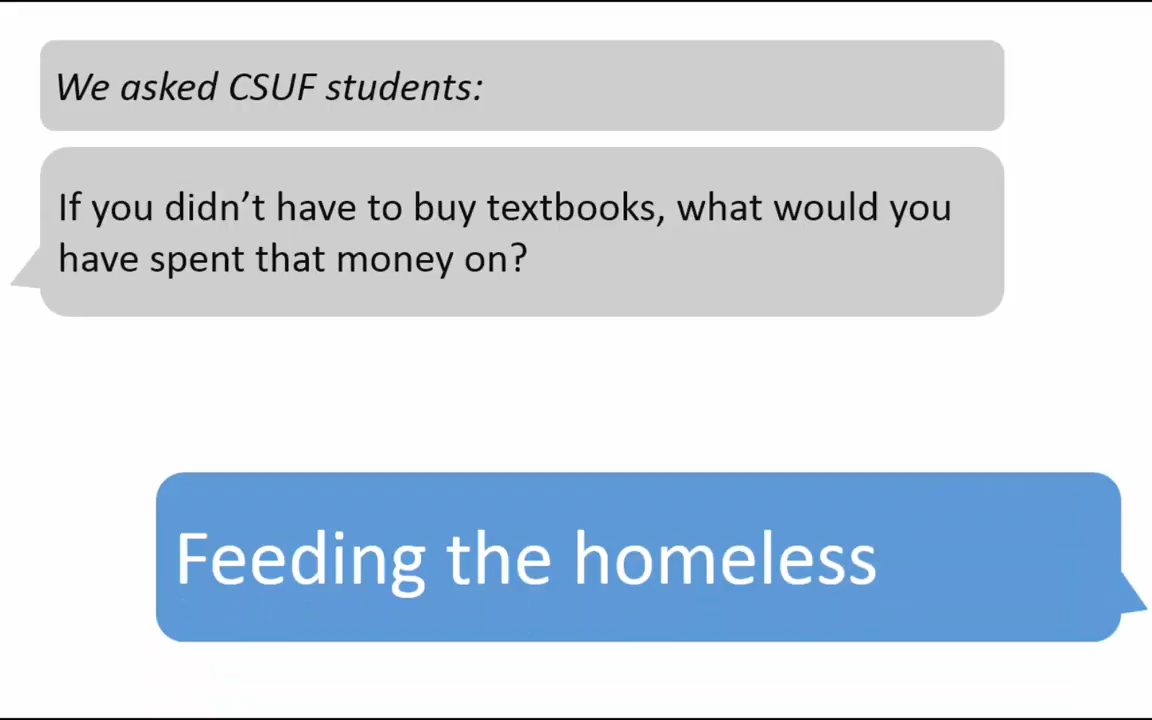 We asked CSUF students:
If you didn’t have to buy textbooks, what would you
have spent that money on?
Feeding the homeless